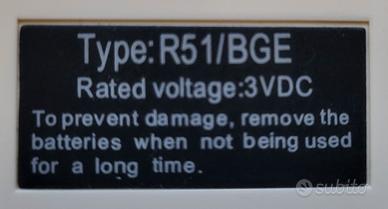 Type:R51/BGE
Rated voltage:3VDC
To prevent damage, remove the
batteries when not being used
for a long time.
subito